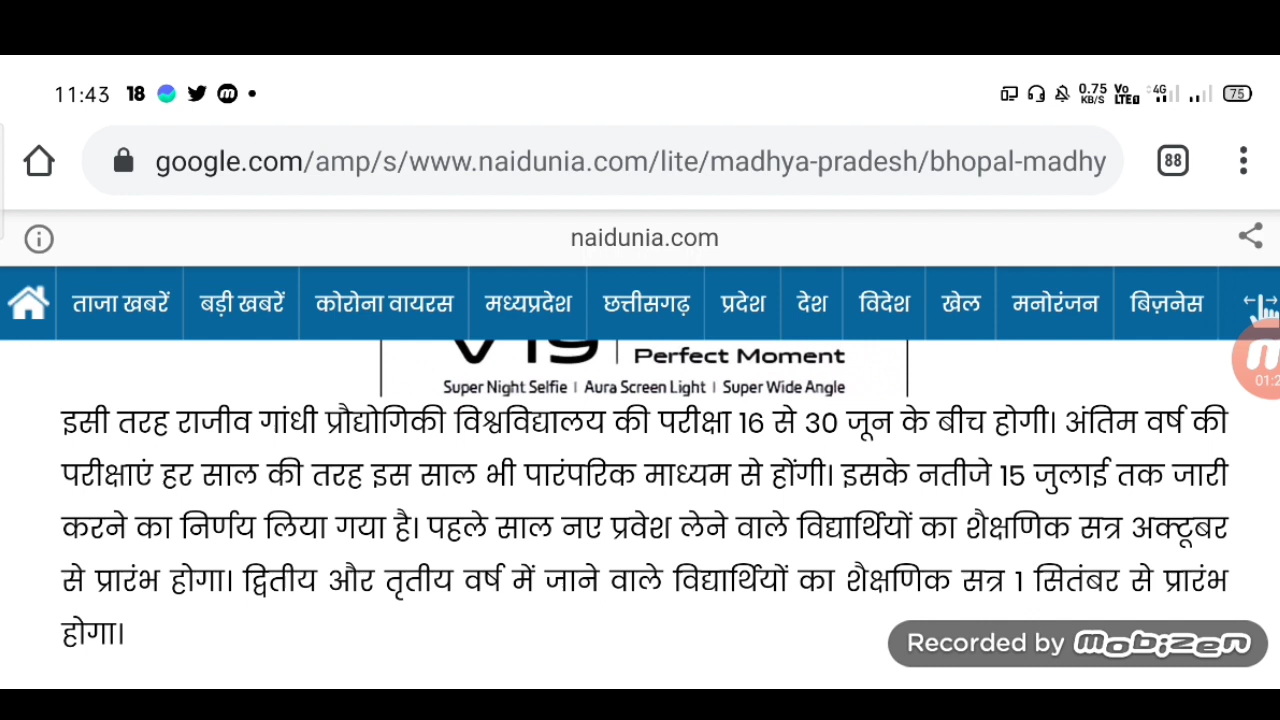 11:43 18
0.75 KB/S Vo LTE 4G 75
google.com/amp/s/www.naidunia.com/lite/madhya-pradesh/bhopal-madhy 88
naidunia.com
ताजा खबरें बड़ी खबरें कोरोना वायरस मध्यप्रदेश छत्तीसगढ़ प्रदेश देश विदेश खेल मनोरंजन बिज़नेस
Perfect Moment
Super Night Selfie | Aura Screen Light | Super Wide Angle
इसी तरह राजीव गांधी प्रौद्योगिकी विश्वविद्यालय की परीक्षा 16 से 30 जून के बीच होगी। अंतिम वर्ष की
परीक्षाएं हर साल की तरह इस साल भी पारंपरिक माध्यम से होंगी। इसके नतीजे 15 जुलाई तक जारी
करने का निर्णय लिया गया है। पहले साल नए प्रवेश लेने वाले विद्यार्थियों का शैक्षणिक सत्र अक्टूबर
से प्रारंभ होगा। द्वितीय और तृतीय वर्ष में जाने वाले विद्यार्थियों का शैक्षणिक सत्र 1 सितंबर से प्रारंभ
होगा।
Recorded by mobizen